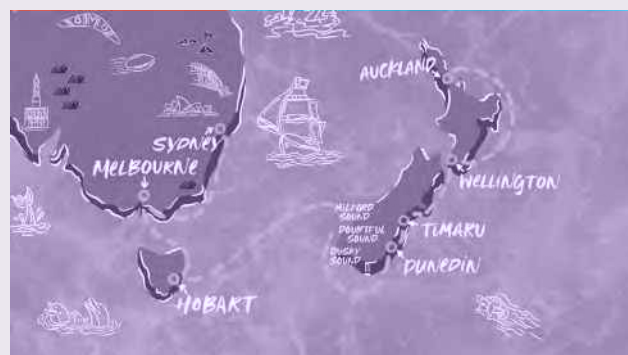 AUCKLAND
SYDNEY
MELBOURNE
WELLINGTON
MILFORD
SOUND
DOUBTFUL
SOUND
TIMARU
DUSKY
SOUND
DUNEDIN
HOBART